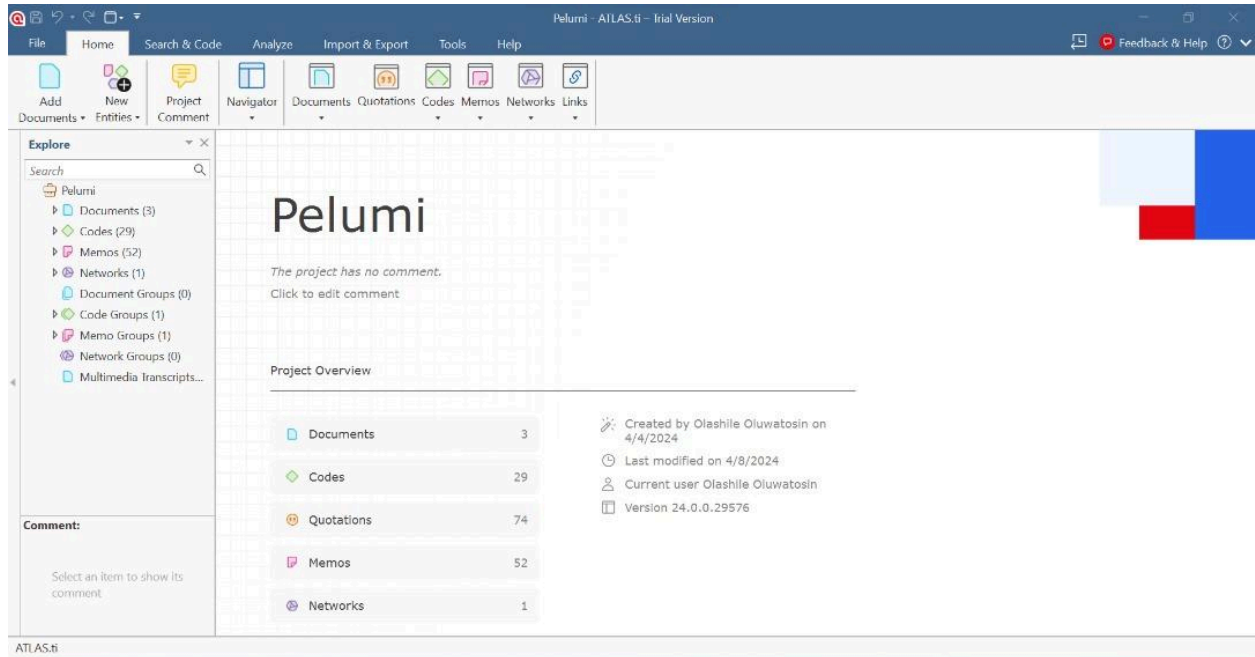 Pelumi - ATLAS.ti - Trial Version
File Home Search & Code Analyze Import & Export Tools Help Feedback & Help
Add Documents
New Entities
Project Comment
Navigator
Documents Quotations Codes Memos Networks Links
Explore
Search
Pelumi
Documents (3)
Codes (29)
Memos (52)
Networks (1)
Document Groups (0)
Code Groups (1)
Memo Groups (1)
Network Groups (0)
Multimedia Transcripts...
Comment:
Select an item to show its
comment
Pelumi
The project has no comment.
Click to edit comment
Project Overview
Documents 3
Codes 29
Quotations 74
Memos 52
Networks 1
Created by Olashile Oluwatosin on
4/4/2024
Last modified on 4/8/2024
Current user Olashile Oluwatosin
Version 24.0.0.29576
ATLAS.ti